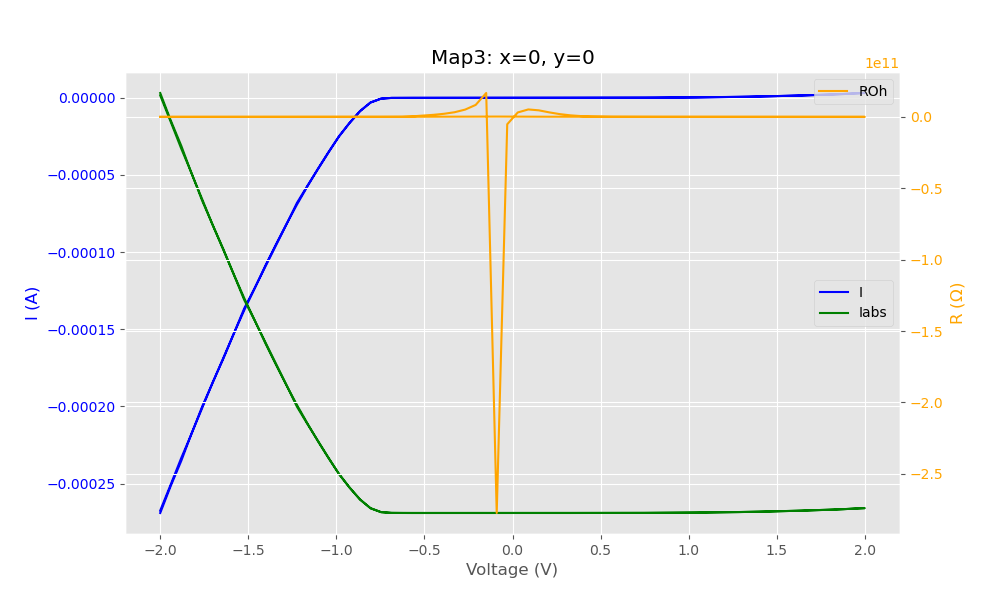 Map3: x=0, y=0
1e11
ROh
0.00000
−0.00005
−0.00010
−0.00015
−0.00020
−0.00025
I (A)
0.0
−0.5
−1.0
−1.5
−2.0
−2.5
R (Ω)
I
Iabs
−2.0 −1.5 −1.0 −0.5 0.0 0.5 1.0 1.5 2.0
Voltage (V)